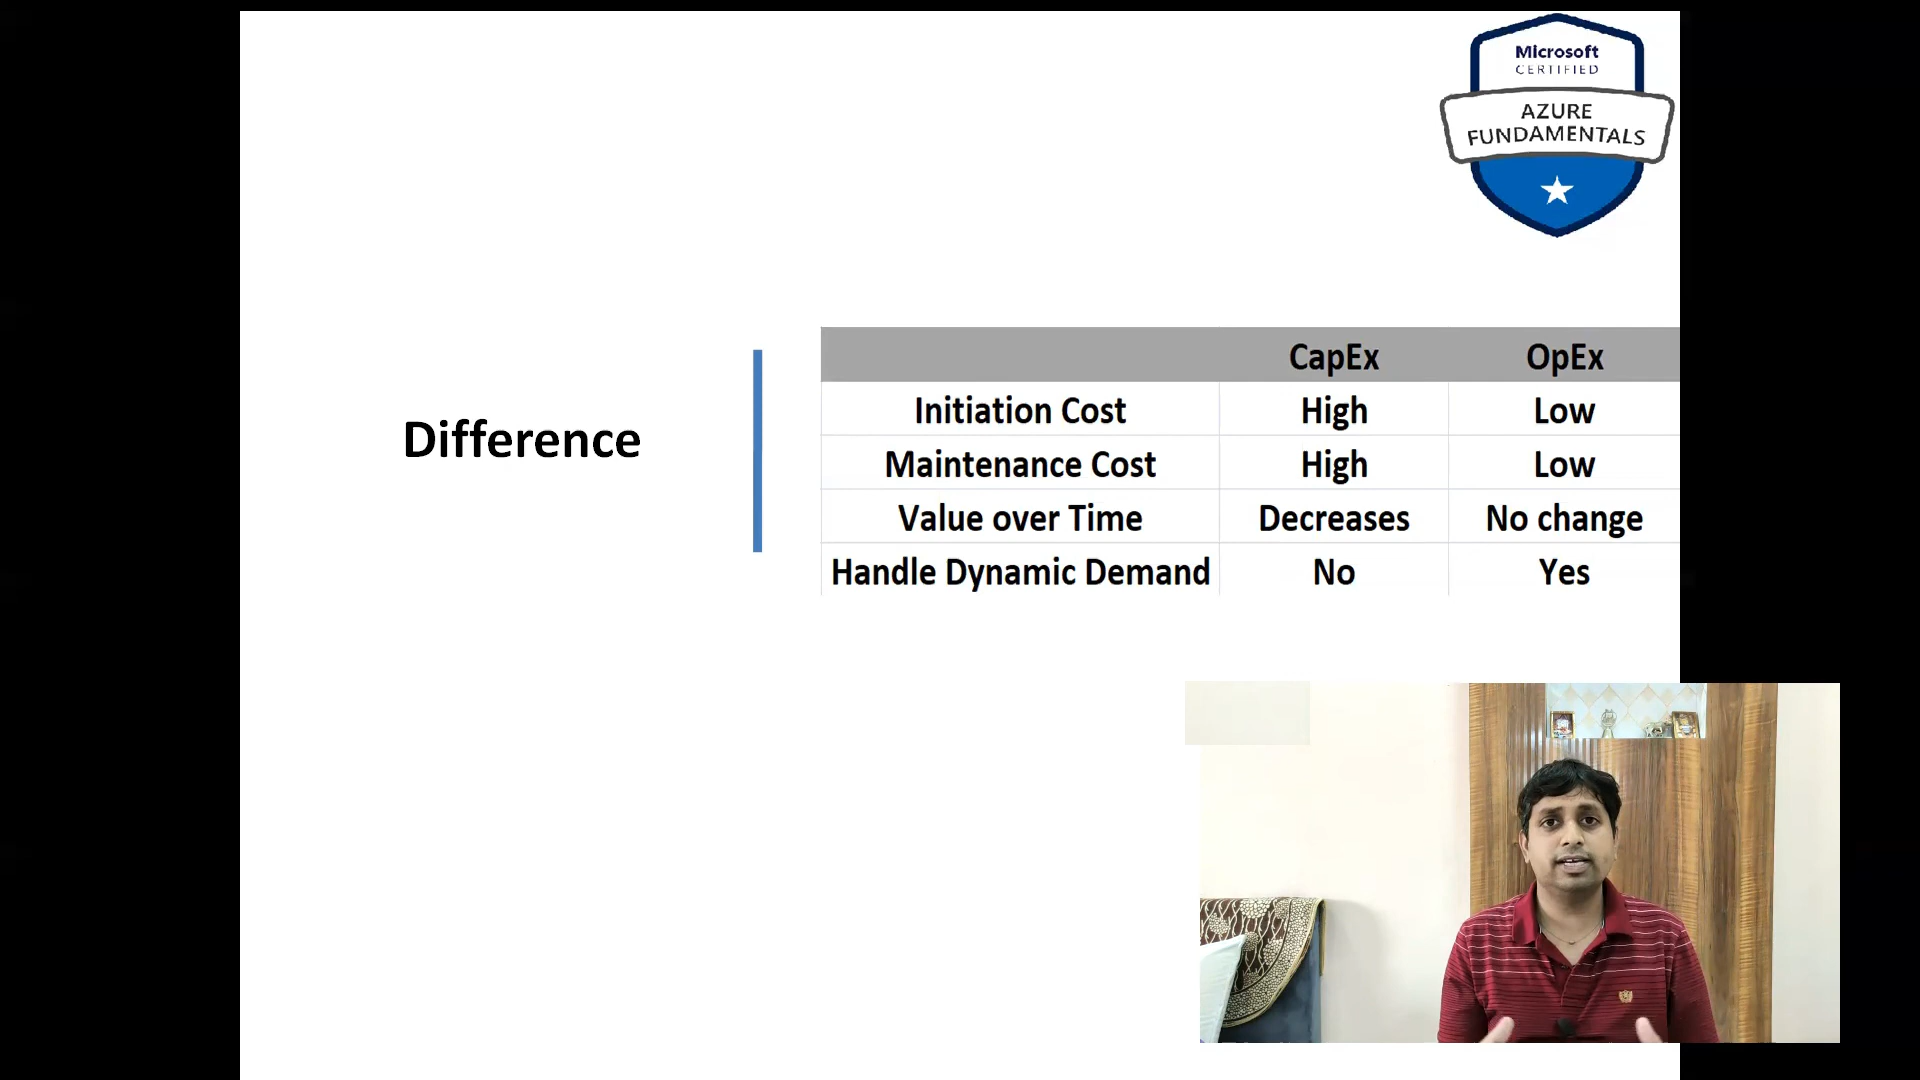 Microsoft
CERTIFIED
AZURE
FUNDAMENTALS
Difference
CapEx OpEx
Initiation Cost High Low
Maintenance Cost High Low
Value over Time Decreases No change
Handle Dynamic Demand No Yes